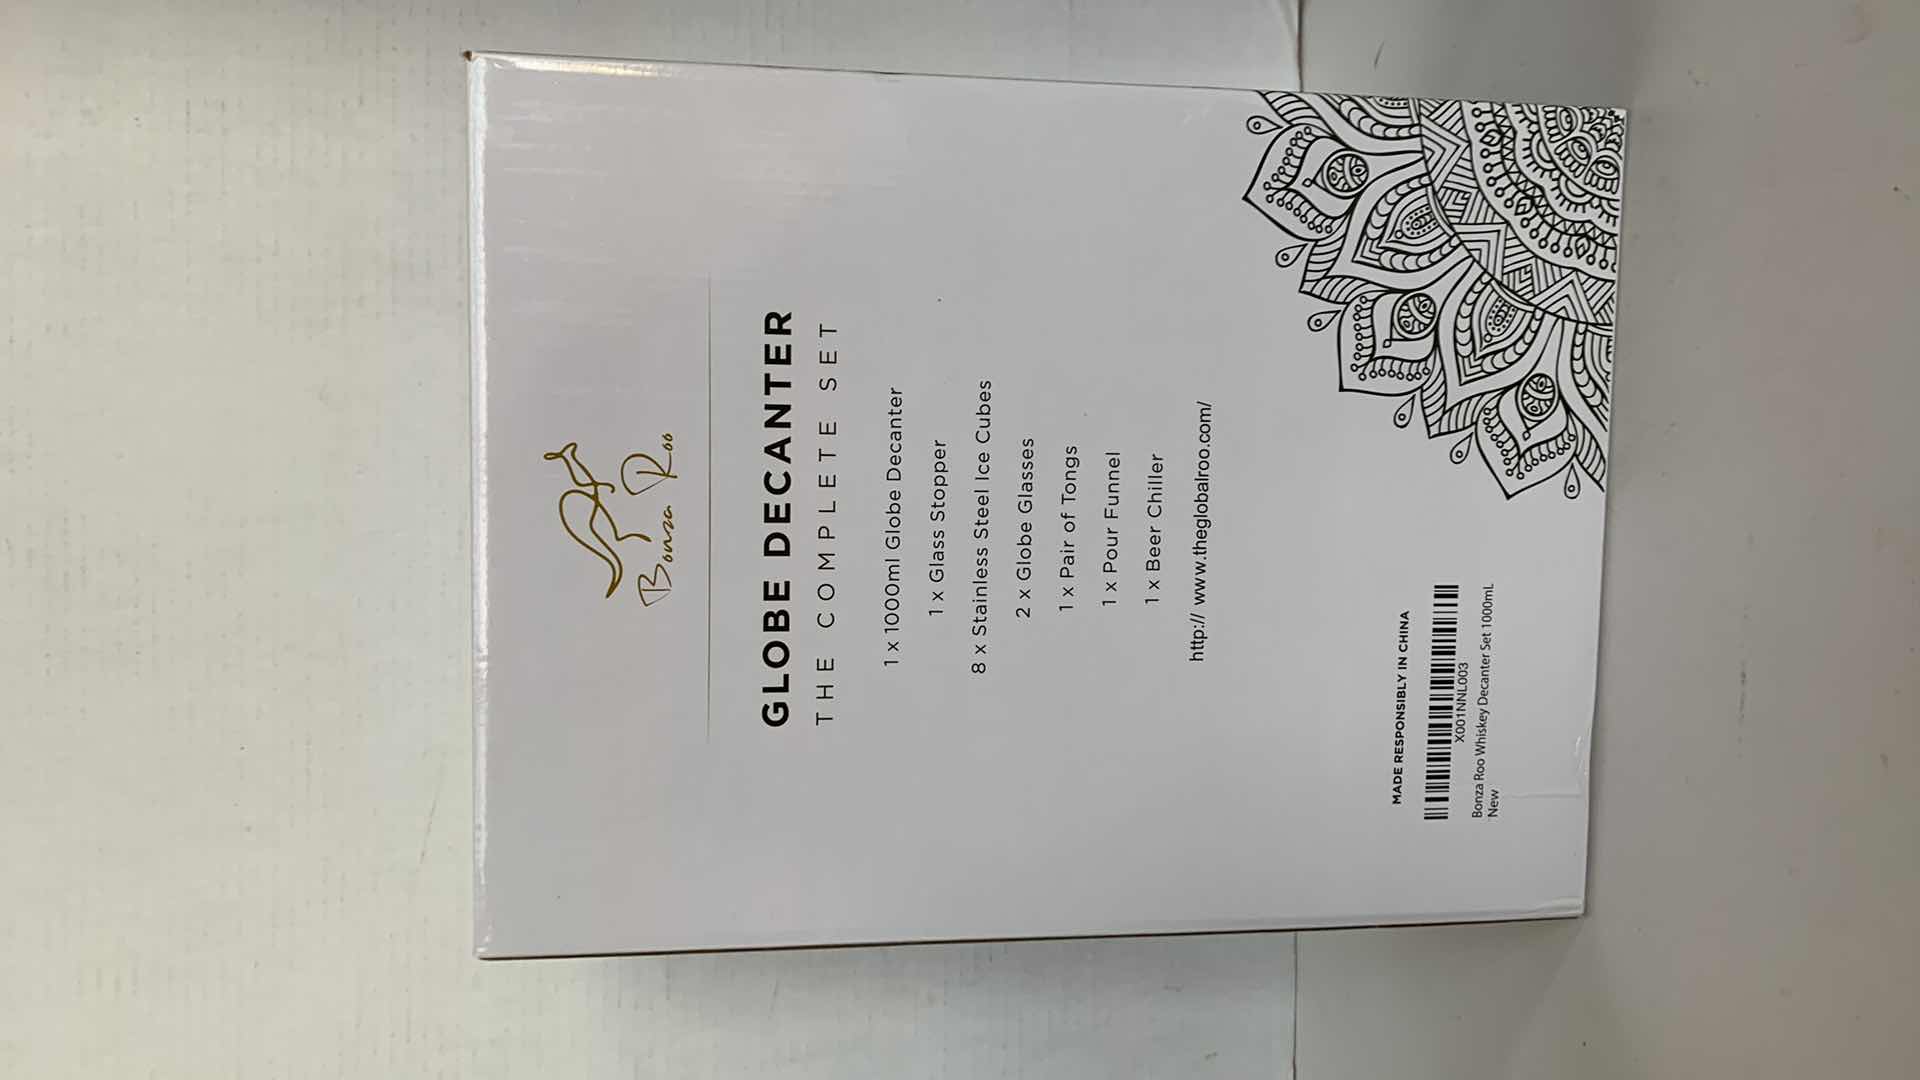 Bonza Roo
GLOBE DECANTER
THE COMPLETE SET
1 x 1000ml Globe Decanter
1 x Glass Stopper
8 x Stainless Steel Ice Cubes
2 x Globe Glasses
1 x Pair of Tongs
1 x Pour Funnel
1 x Beer Chiller
http:// www.theglobalroo.com/
MADE RESPONSIBLY IN CHINA
X001NNL003
Bonza Roo Whiskey Decanter Set 1000mL
New